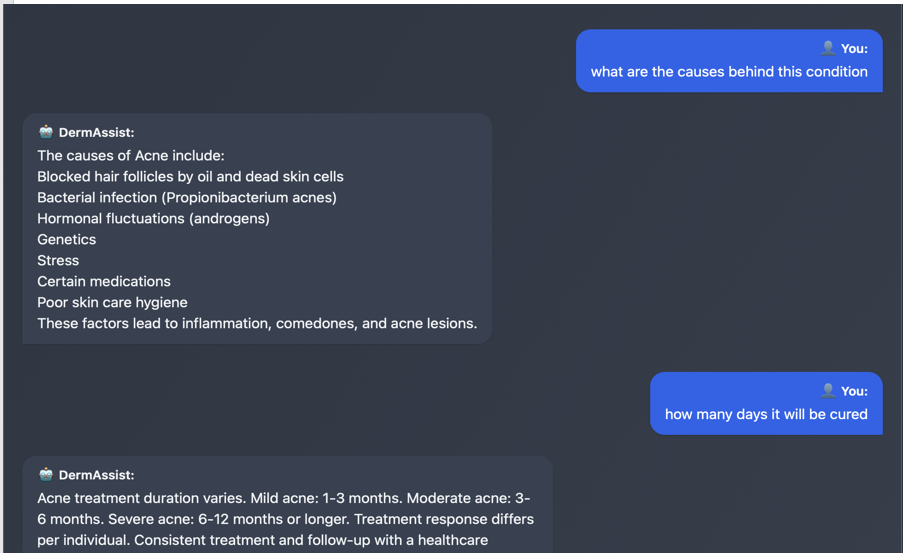 You:
what are the causes behind this condition
DermAssist:
The causes of Acne include:
Blocked hair follicles by oil and dead skin cells
Bacterial infection (Propionibacterium acnes)
Hormonal fluctuations (androgens)
Genetics
Stress
Certain medications
Poor skin care hygiene
These factors lead to inflammation, comedones, and acne lesions.
You:
how many days it will be cured
DermAssist:
Acne treatment duration varies. Mild acne: 1-3 months. Moderate acne: 3-
6 months. Severe acne: 6-12 months or longer. Treatment response differs
per individual. Consistent treatment and follow-up with a healthcare